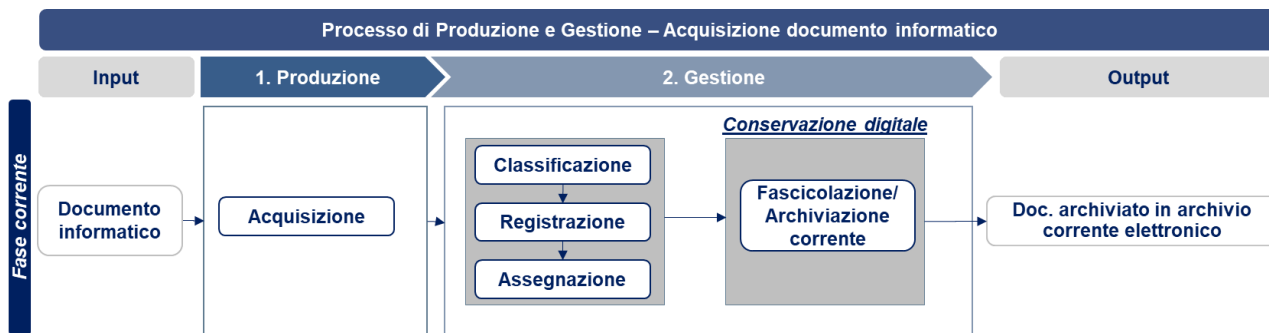 Processo di Produzione e Gestione – Acquisizione documento informatico
Input
1. Produzione
2. Gestione
Output
Fase corrente
Documento
informatico
Acquisizione
Classificazione
Registrazione
Assegnazione
Conservazione digitale
Fascicolazione/
Archiviazione
corrente
Doc. archiviato in archivio
corrente elettronico